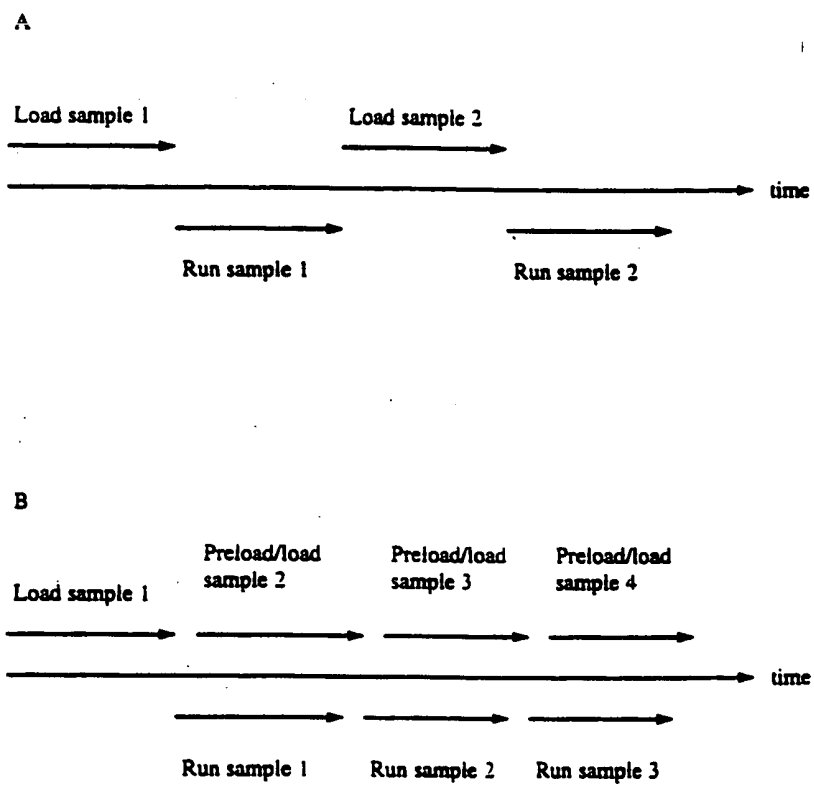 A
Load sample 1
Load sample 2
time
Run sample 1
Run sample 2
B
Load sample 1
Preload/load
sample 2
Preload/load
sample 3
Preload/load
sample 4
time
Run sample 1
Run sample 2
Run sample 3